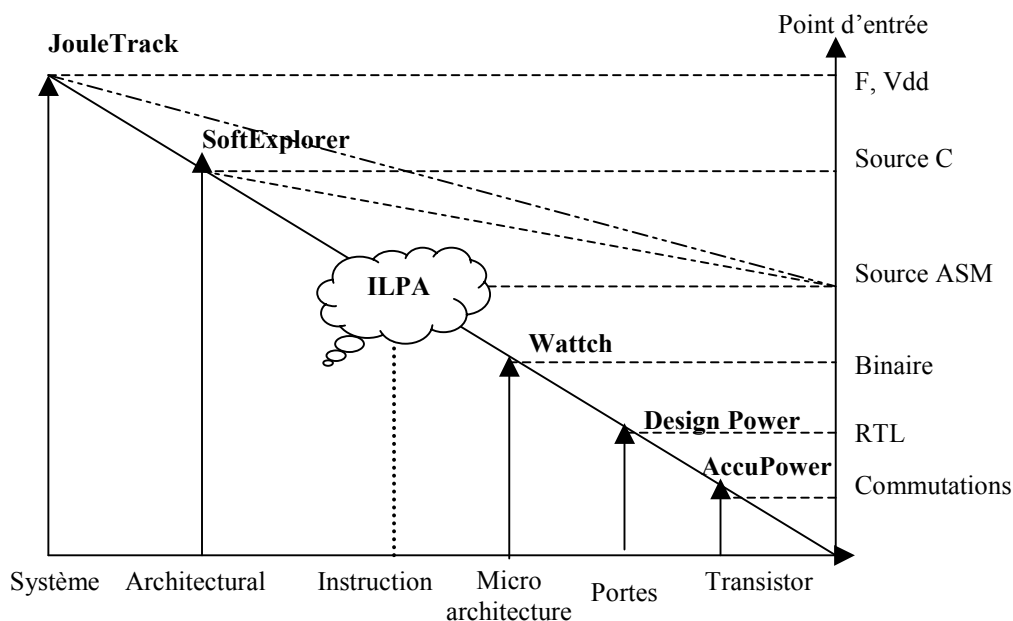 Point d’entrée
JouleTrack
F, Vdd
SoftExplorer
Source C
ILPA
Source ASM
Wattch
Binaire
Design Power
RTL
AccuPower
Commutations
Système
Architectural
Instruction
Micro
architecture
Portes
Transistor